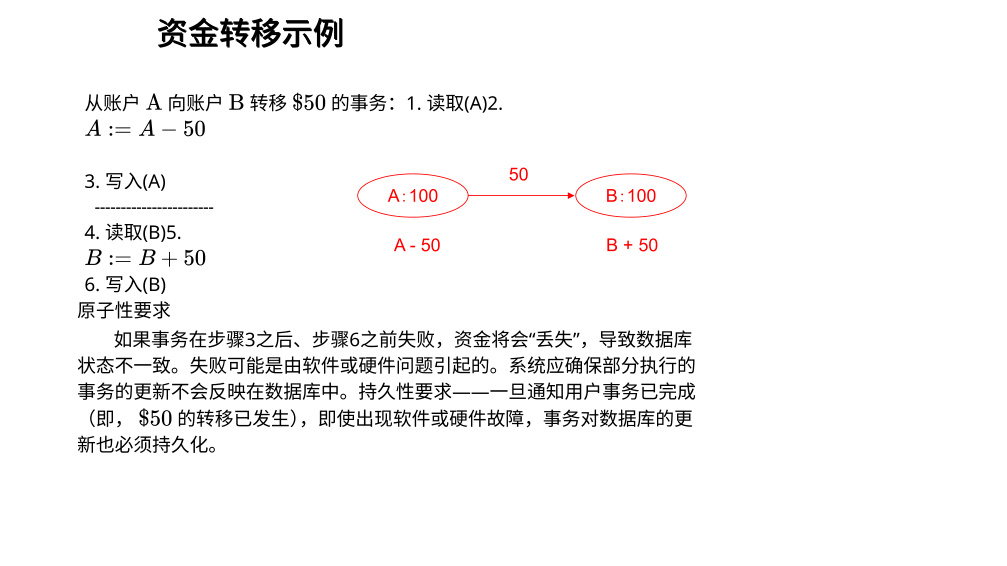 资金转移示例
从账户 A 向账户 B 转移 $50 的事务：1. 读取(A)2.
A := A − 50
3. 写入(A)
-----------------------
4. 读取(B)5.
B := B + 50
6. 写入(B)
50
A：100
B：100
A - 50
B + 50
原子性要求
如果事务在步骤3之后、步骤6之前失败，资金将会“丢失”，导致数据库
状态不一致。失败可能是由软件或硬件问题引起的。系统应确保部分执行的
事务的更新不会反映在数据库中。持久性要求——一旦通知用户事务已完成
（即， $50 的转移已发生），即使出现软件或硬件故障，事务对数据库的更
新也必须持久化。